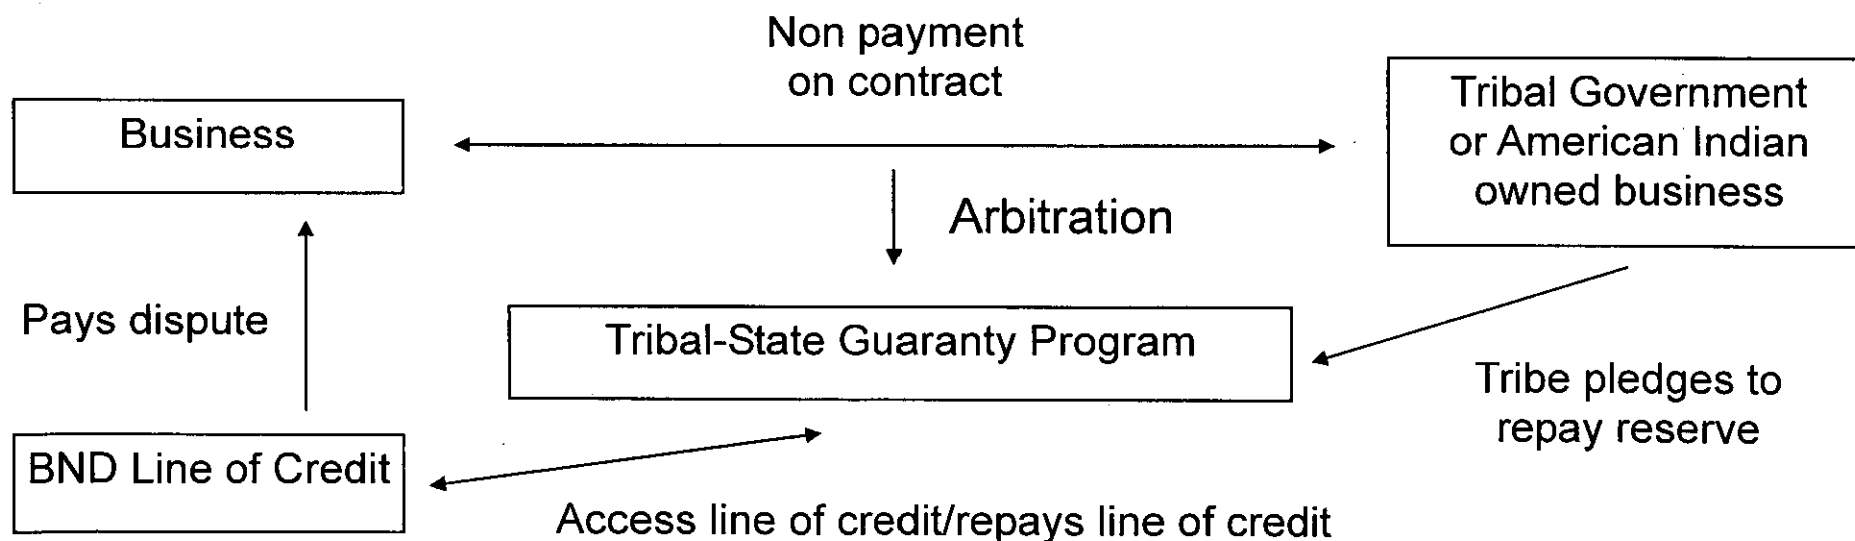 Non payment
on contract
Business
Tribal Government
or American Indian
owned business
Arbitration
Pays dispute
Tribal-State Guaranty Program
Tribe pledges to
repay reserve
BND Line of Credit
Access line of credit/repays line of credit